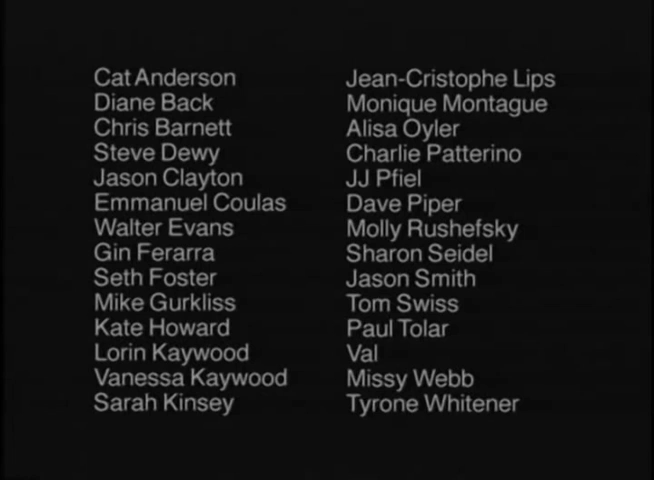 Cat Anderson
Diane Back
Chris Barnett
Steve Dewy
Jason Clayton
Emmanuel Coulas
Walter Evans
Gin Ferarra
Seth Foster
Mike Gurkliss
Kate Howard
Lorin Kaywood
Vanessa Kaywood
Sarah Kinsey
Jean-Cristophe Lips
Monique Montague
Alisa Oyler
Charlie Patterino
JJ Pfiel
Dave Piper
Molly Rushefsky
Sharon Seidel
Jason Smith
Tom Swiss
Paul Tolar
Val
Missy Webb
Tyrone Whitener